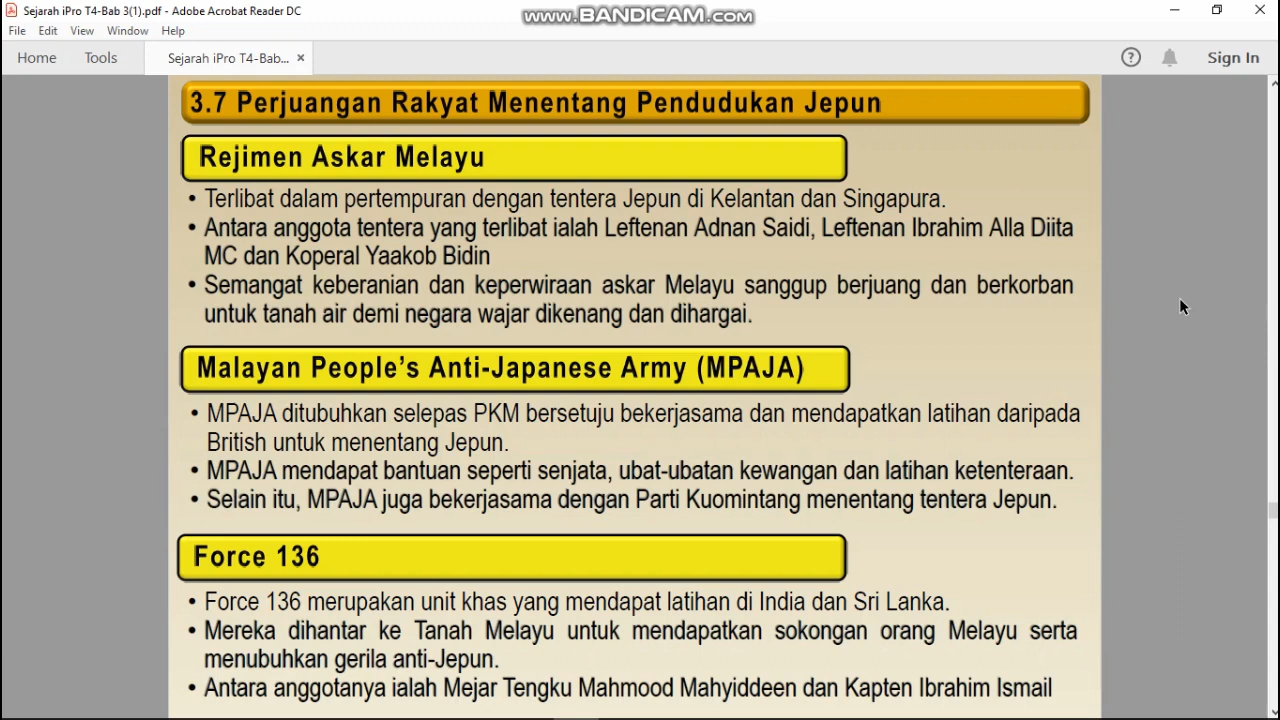 Sejarah iPro T4-Bab 3(1).pdf - Adobe Acrobat Reader DC
www.BANDICAM.com
File Edit View Window Help
Home Tools Sejarah iPro T4-Bab... × Sign In
3.7 Perjuangan Rakyat Menentang Pendudukan Jepun
Rejimen Askar Melayu
• Terlibat dalam pertempuran dengan tentera Jepun di Kelantan dan Singapura.
• Antara anggota tentera yang terlibat ialah Leftenan Adnan Saidi, Leftenan Ibrahim Alla Diita
MC dan Koperal Yaakob Bidin
• Semangat keberanian dan keperwiraan askar Melayu sanggup berjuang dan berkorban
untuk tanah air demi negara wajar dikenang dan dihargai.
Malayan People's Anti-Japanese Army (MPAJA)
• MPAJA ditubuhkan selepas PKM bersetuju bekerjasama dan mendapatkan latihan daripada
British untuk menentang Jepun.
• MPAJA mendapat bantuan seperti senjata, ubat-ubatan kewangan dan latihan ketenteraan.
• Selain itu, MPAJA juga bekerjasama dengan Parti Kuomintang menentang tentera Jepun.
Force 136
• Force 136 merupakan unit khas yang mendapat latihan di India dan Sri Lanka.
• Mereka dihantar ke Tanah Melayu untuk mendapatkan sokongan orang Melayu serta
menubuhkan gerila anti-Jepun.
• Antara anggotanya ialah Mejar Tengku Mahmood Mahyiddeen dan Kapten Ibrahim Ismail